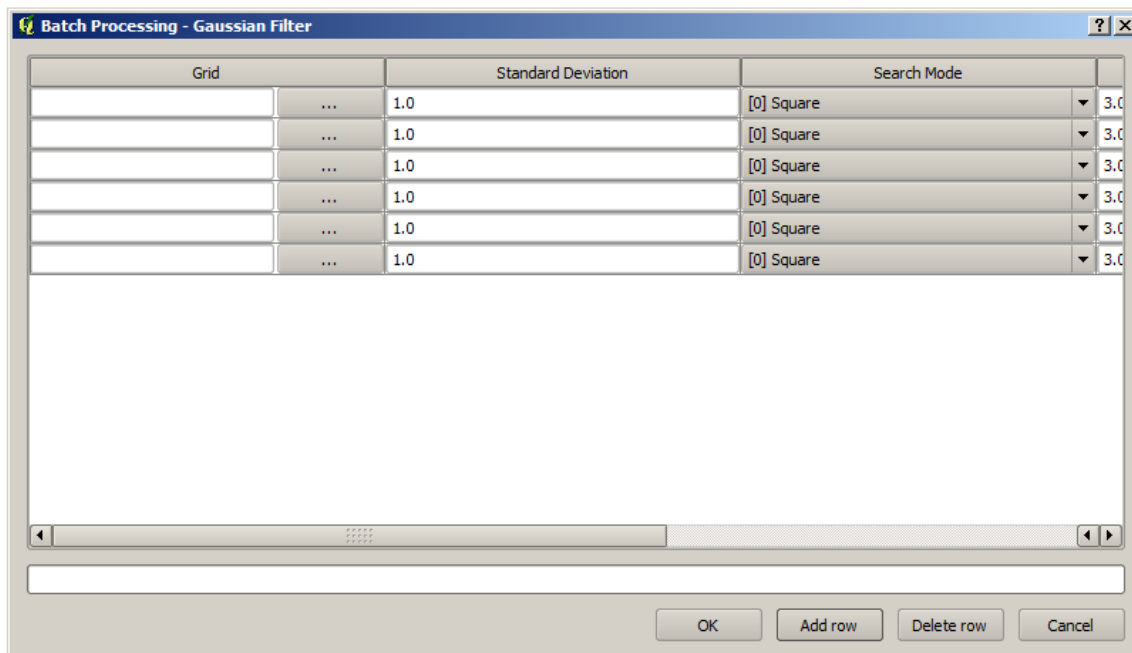 Batch Processing - Gaussian Filter
Grid Standard Deviation Search Mode
... 1.0 [0] Square
... 1.0 [0] Square
... 1.0 [0] Square
... 1.0 [0] Square
... 1.0 [0] Square
... 1.0 [0] Square
OK Add row Delete row Cancel